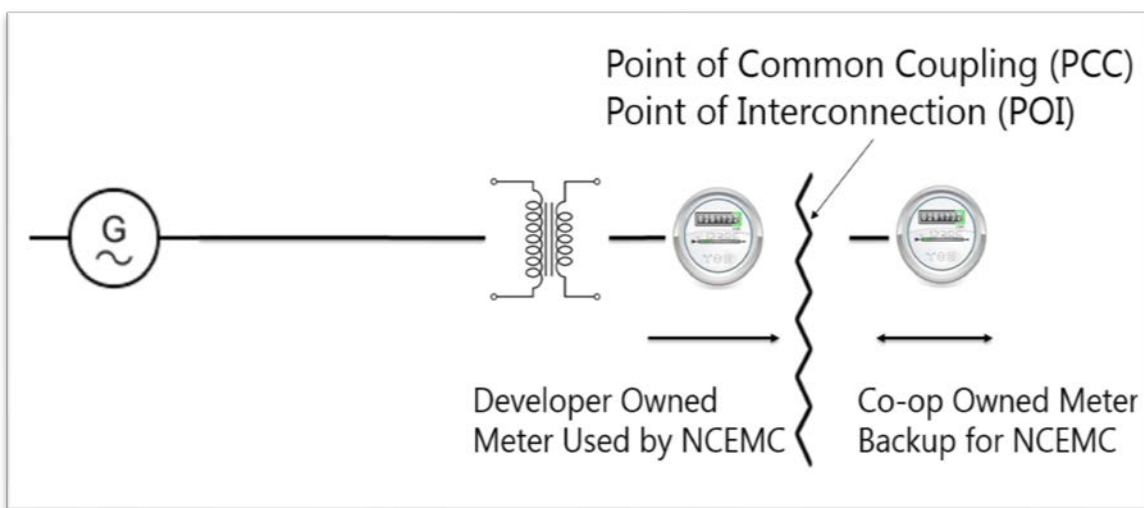 Point of Common Coupling (PCC)
Point of Interconnection (POI)
G
Developer Owned
Meter Used by NCEMC
Co-op Owned Meter
Backup for NCEMC